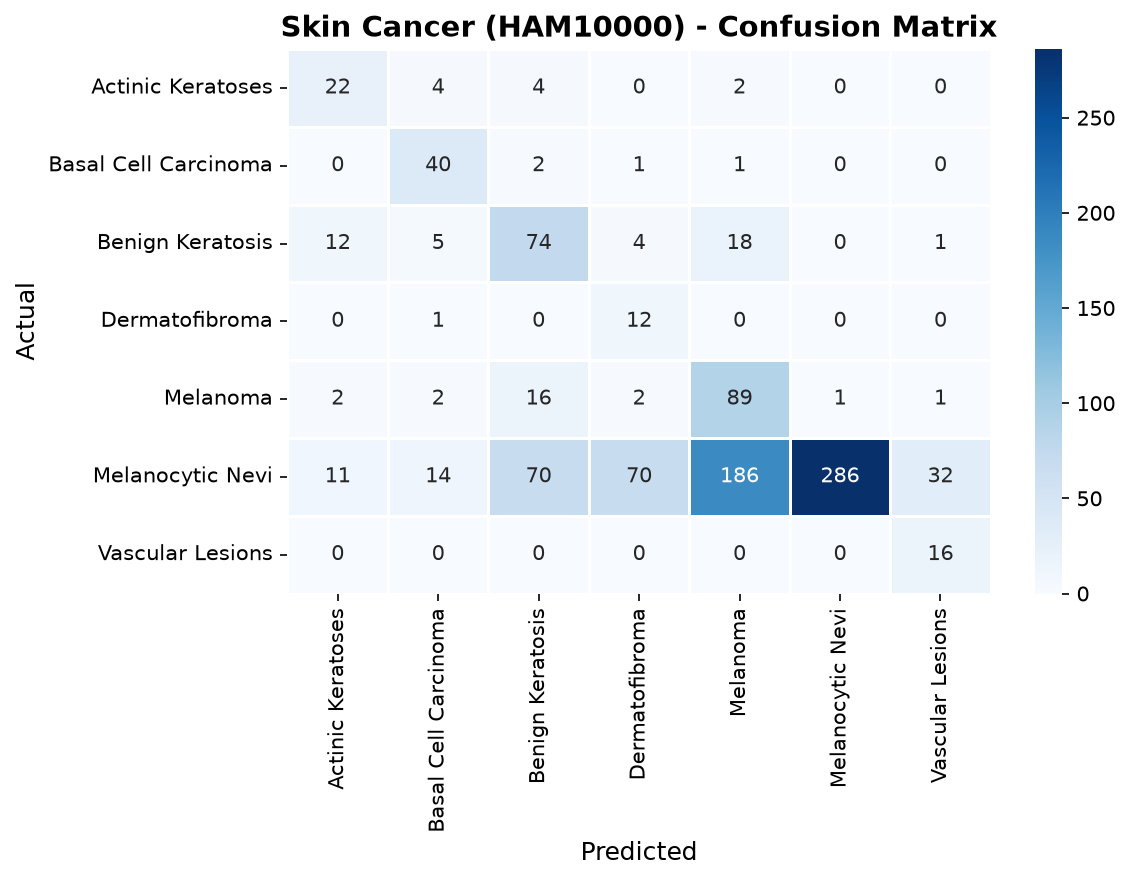 Skin Cancer (HAM10000) - Confusion Matrix
Actual
Actinic Keratoses 22 4 4 0 2 0 0
Basal Cell Carcinoma 0 40 2 1 1 0 0
Benign Keratosis 12 5 74 4 18 0 1
Dermatofibroma 0 1 0 12 0 0 0
Melanoma 2 2 16 2 89 1 1
Melanocytic Nevi 11 14 70 70 186 286 32
Vascular Lesions 0 0 0 0 0 0 16
Actinic Keratoses
Basal Cell Carcinoma
Benign Keratosis
Dermatofibroma
Melanoma
Melanocytic Nevi
Vascular Lesions
Predicted
250
200
150
100
50
0